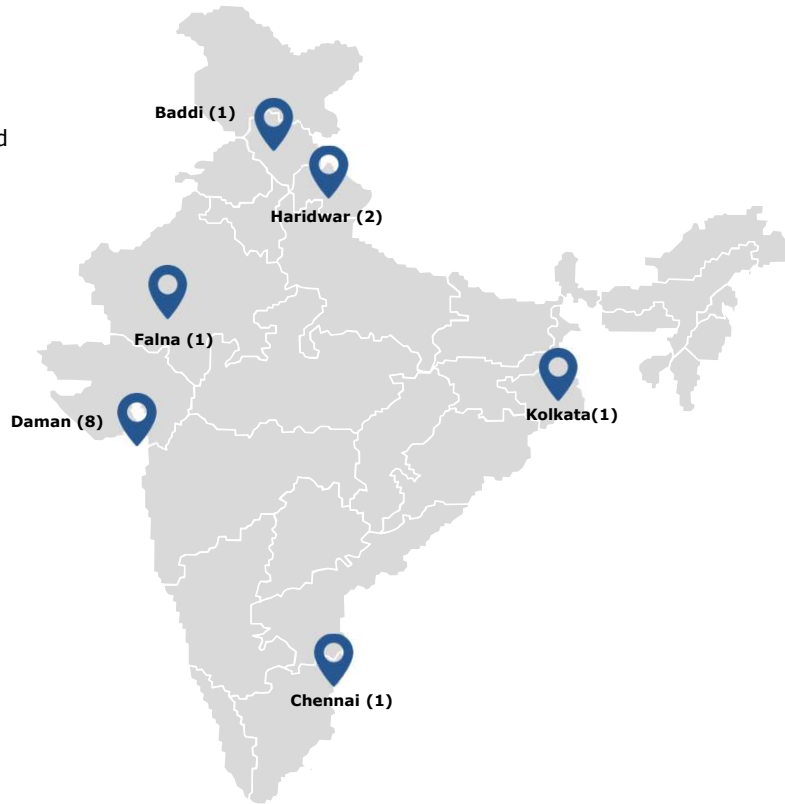 Baddi (1)
d
Haridwar (2)
Falna (1)
Daman (8)
Kolkata(1)
Chennai (1)